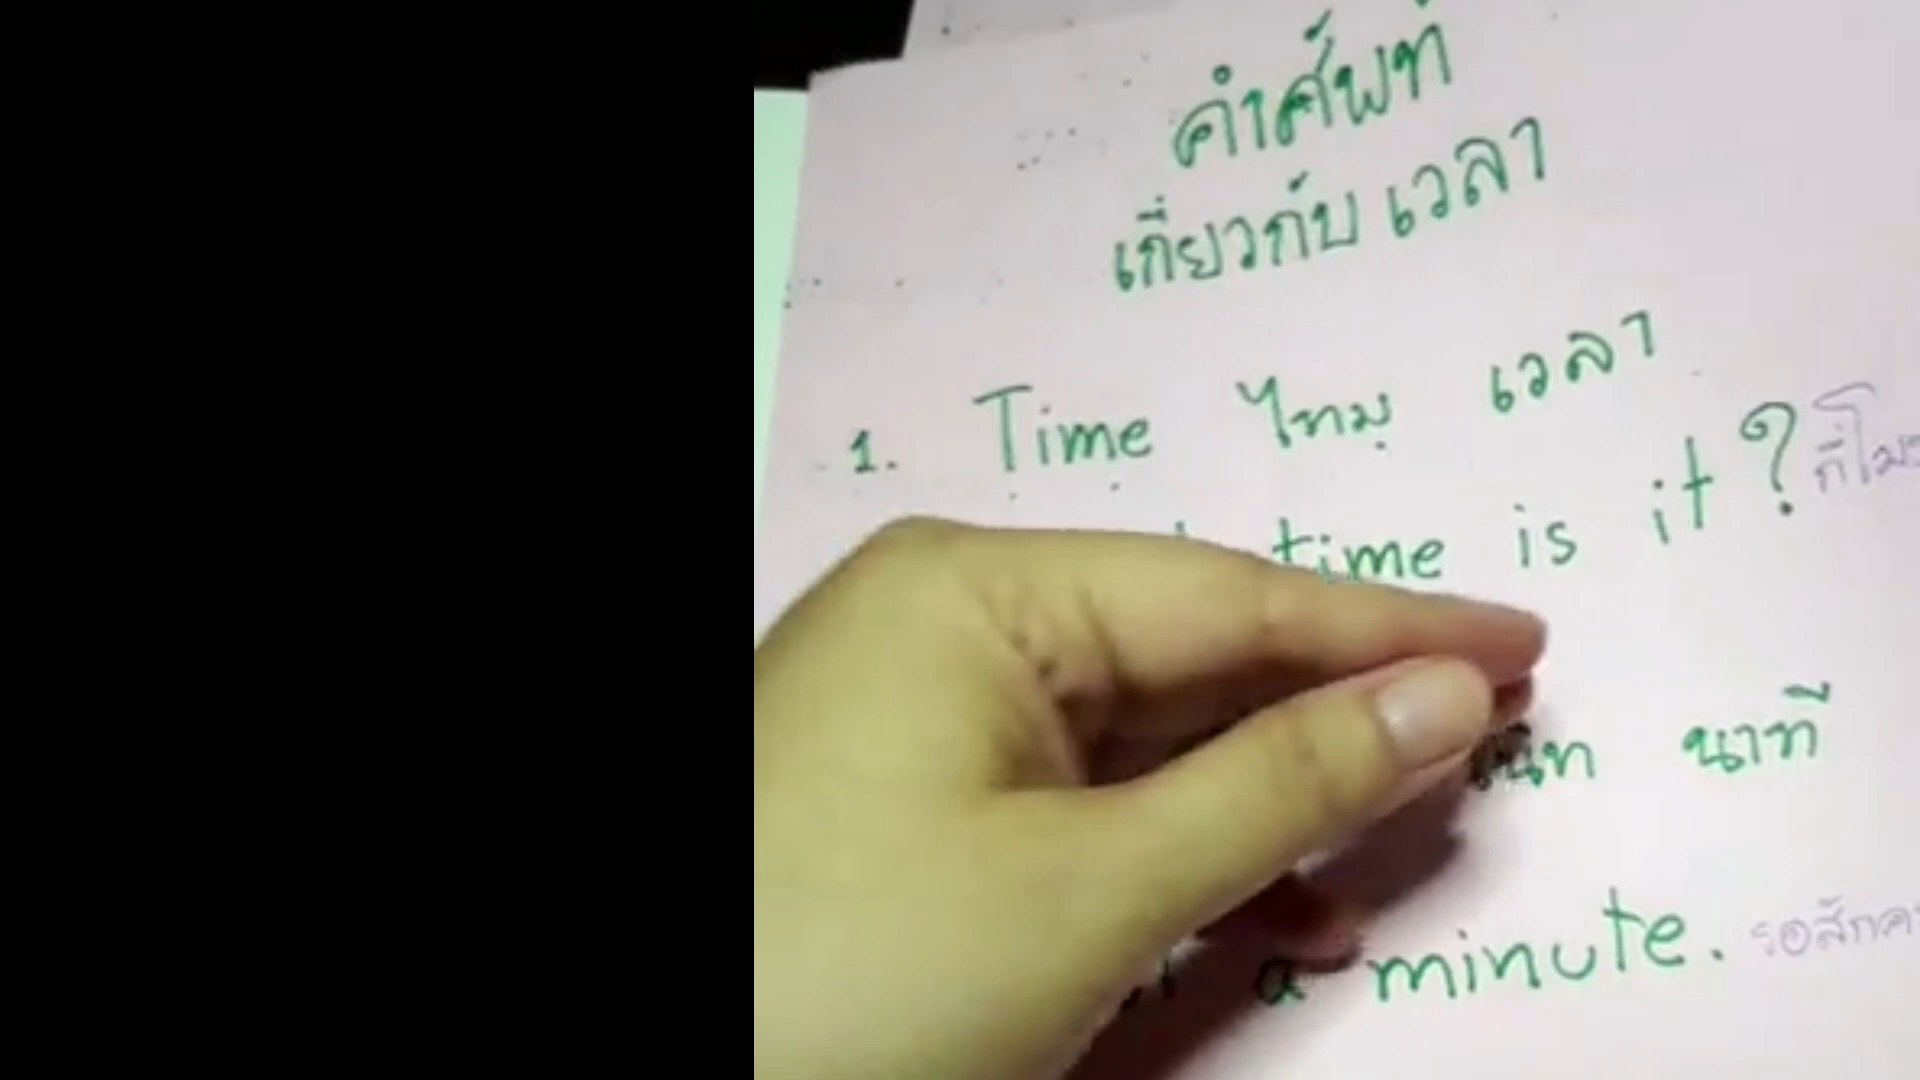 คำศัพท์
เกี่ยวกับ เวลา
1. Time ไทมฺ เวลา
time is it? กี่โมง
นาที
a minute. รอสัก